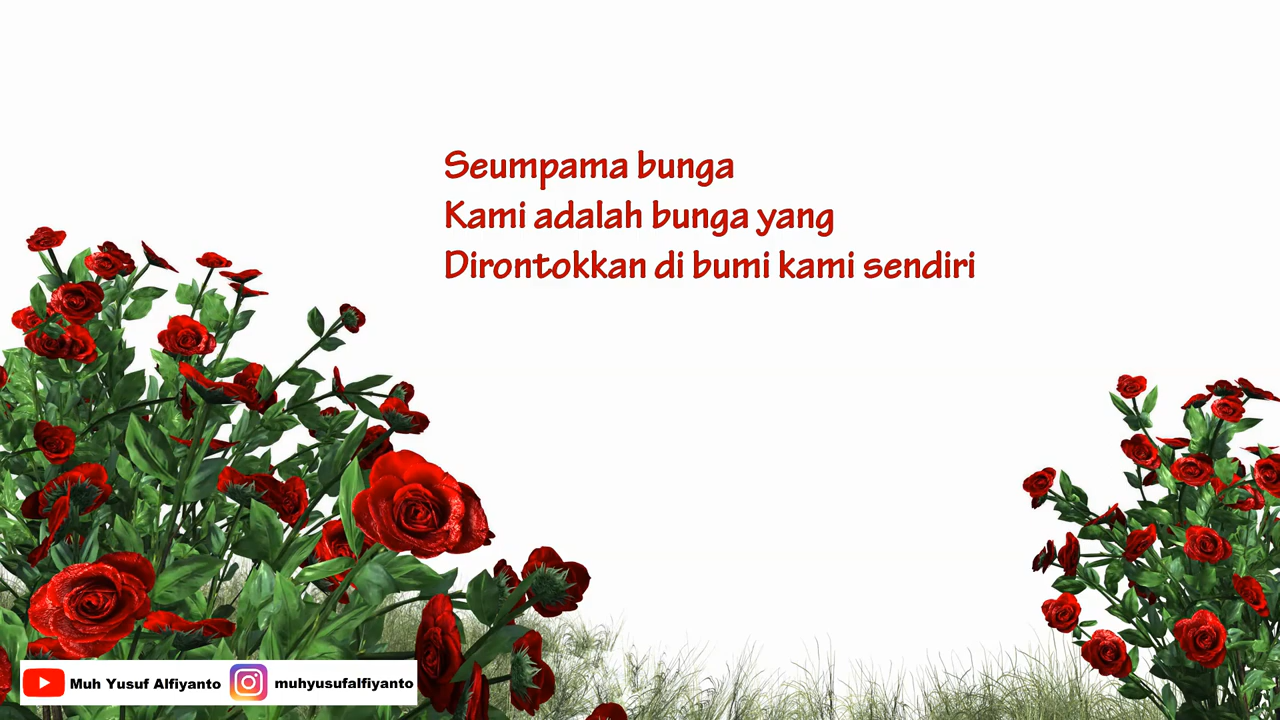 Seumpama bunga
Kami adalah bunga yang
Dirontokkan di bumi kami sendiri
Muh Yusuf Alfiyanto muhyusufalfiyanto